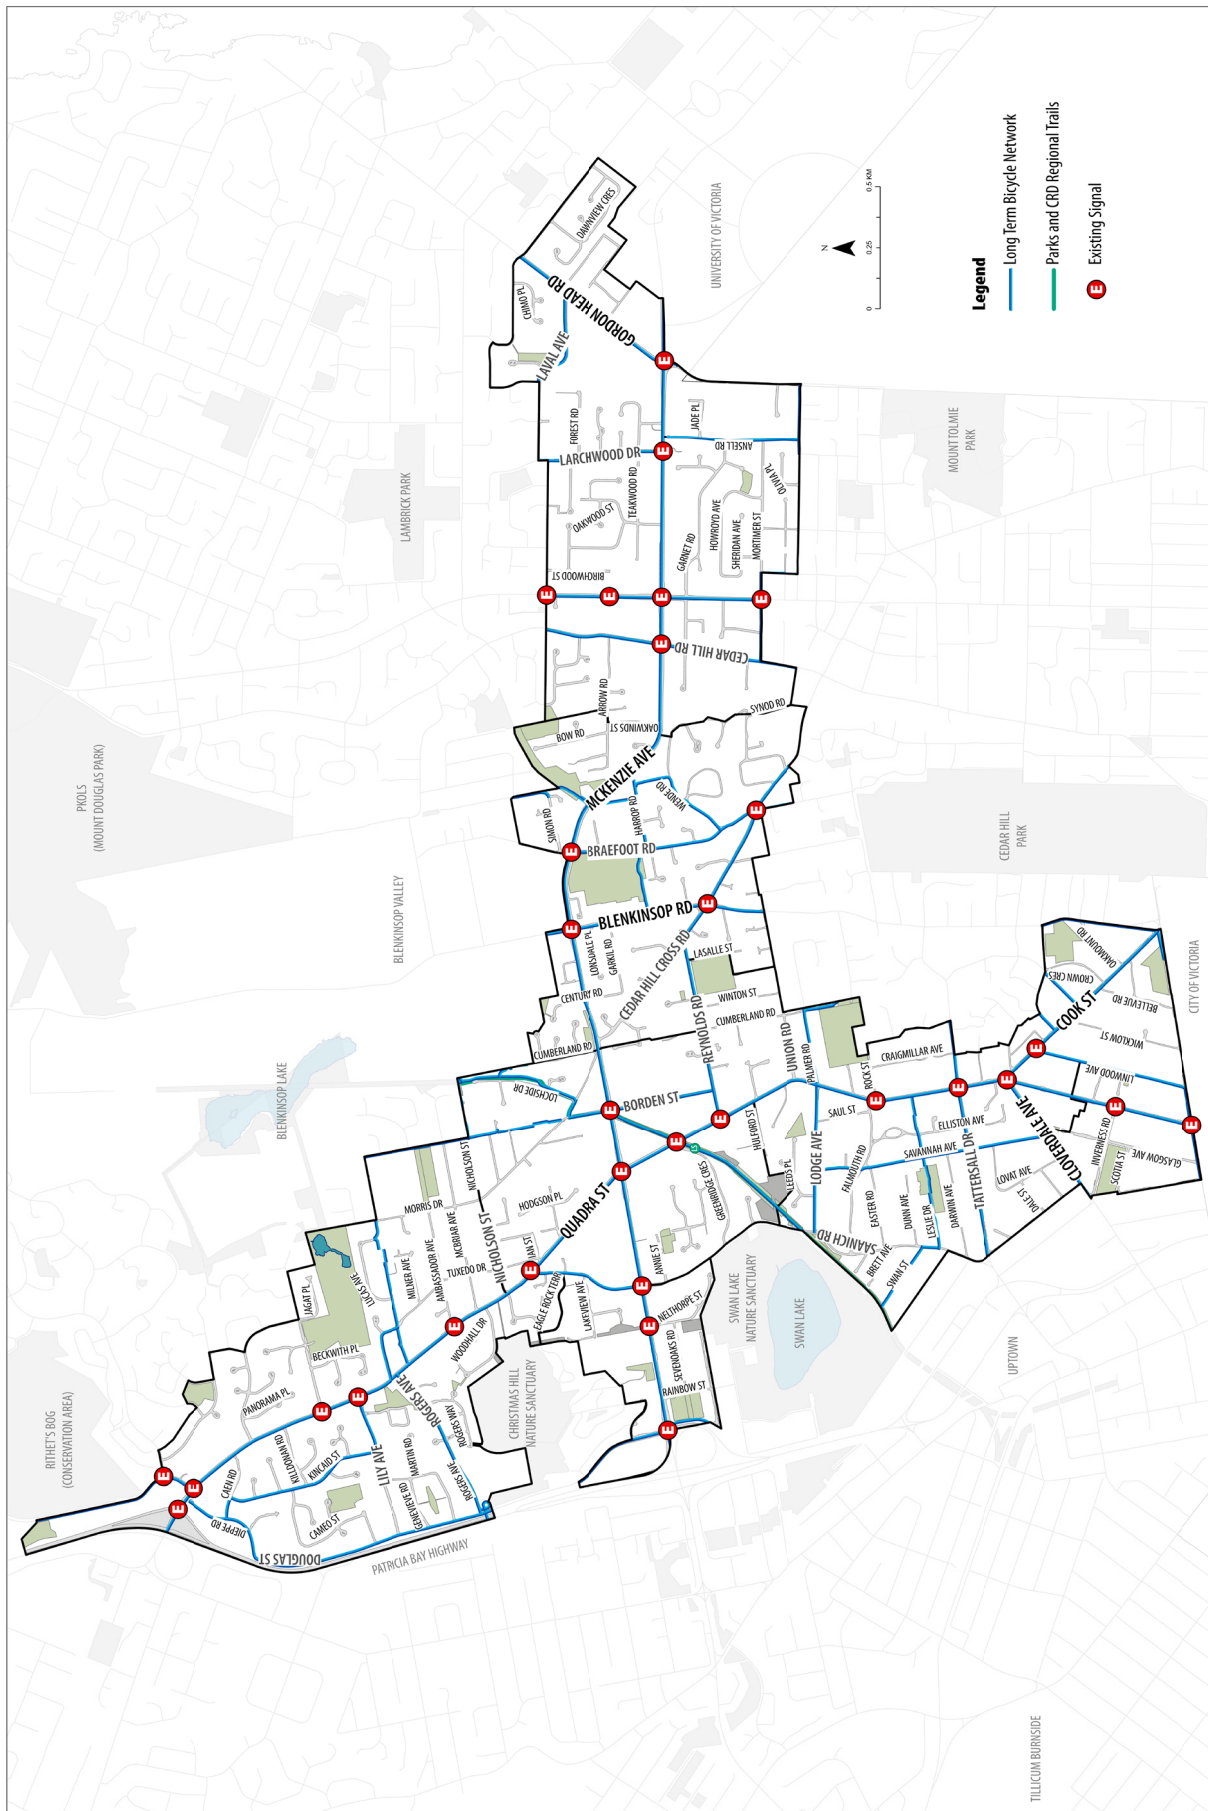 RITHET'S BOG
(CONSERVATION AREA)
PKOLS
(MOUNT DOUGLAS PARK)
BLENKINSOP VALLEY
BLENKINSOP LAKE
LAMBRICK PARK
UNIVERSITY OF VICTORIA
MOUNT TOLMIE
PARK
CEDAR HILL
PARK
CITY OF VICTORIA
CHRISTMAS HILL
NATURE SANCTUARY
SWAN LAKE
NATURE SANCTUARY
SWAN LAKE
UPTOWN
TILLICUM BURNSIDE
PATRICIA BAY HIGHWAY
DOUGLAS ST
DIEPPE RD
CAEN RD
PANORAMA PL
KILLDONAN RD
KINCAID ST
CAMEO ST
LILY AVE
MARTIN RD
GENEVIEVE RD
ROGERS AVE
ROGERS AVE
ROGERS WAY
BECKWITH PL
JAGAT PL
LUCAS AVE
MILNER AVE
AMBASSADOR AVE
MCBRIAR AVE
MORRIS DR
TUXEDO DR
WOODHALL DR
NICHOLSON ST
NICHOLSON ST
HODGSON PL
IAN ST
QUADRA ST
EAGLE ROCK TERR
LAKEVIEW AVE
ANNIE ST
NELTHORPE ST
SEVENOAKS RD
RAINBOW ST
GREENRIDGE CRES
LOCHSIDE DR
BORDEN ST
CUMBERLAND RD
CENTURY RD
LONSDALE PL
GARKIL RD
BLENKINSOP RD
CEDAR HILL CROSS RD
LASALLE ST
REYNOLDS RD
WINTON ST
CUMBERLAND RD
UNION RD
PALMER RD
HULFORD ST
LEEDS PL
LODGE AVE
SAUL ST
ROCK ST
FALMOUTH RD
EASTER RD
SAANICH RD
BRETT AVE
SWAN ST
DUNN AVE
LESLIE DR
DARWIN AVE
SAVANNAH AVE
ELLISTON AVE
CRAIGMILLAR AVE
TATTERSALL DR
LOVAT AVE
DALE ST
CLOVERDALE AVE
INVERNESS RD
SCOTIA ST
GLASGOW AVE
LINWOOD AVE
WICKLOW ST
COOK ST
CROWN CRES
BELLEVUE RD
OAKMOUNT RD
SIMON RD
BRAEFOOT RD
HARROP RD
WENDE RD
MCKENZIE AVE
BOW RD
ARROW RD
OAKWINDS ST
SYNOD RD
CEDAR HILL RD
BIRCHWOOD ST
OAKWOOD ST
TEAKWOOD RD
FOREST RD
LARCHWOOD DR
GARNET RD
HOWROYD AVE
SHERIDAN AVE
MORTIMER ST
OLIVIA PL
ANSELL RD
JADE PL
LAVAL AVE
CHIMO PL
GORDON HEAD RD
DAWNVIEW CRES
N
0 0.25 0.5 KM
Legend
Long Term Bicycle Network
Parks and CRD Regional Trails
E Existing Signal